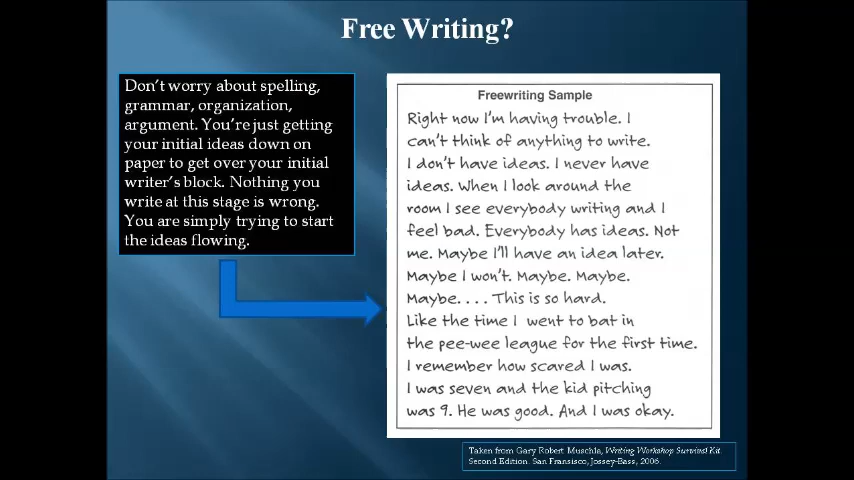 Free Writing?
Don't worry about spelling,
grammar, organization,
argument. You're just getting
your initial ideas down on
paper to get over your initial
writer's block. Nothing you
write at this stage is wrong.
You are simply trying to start
the ideas flowing.
Freewriting Sample
Right now I'm having trouble. I
can't think of anything to write.
I don't have ideas. I never have
ideas. When I look around the
room I see everybody writing and I
feel bad. Everybody has ideas. Not
me. Maybe I'll have an idea later.
Maybe I won't. Maybe. Maybe.
Maybe. . . . This is so hard.
Like the time I went to bat in
the pee-wee league for the first time.
I remember how scared I was.
I was seven and the kid pitching
was 9. He was good. And I was okay.
Taken from Gary Robert Muschla, Writing Workshop Survival Kit.
Second Edition. San Fransisco, Jossey-Bass, 2006.